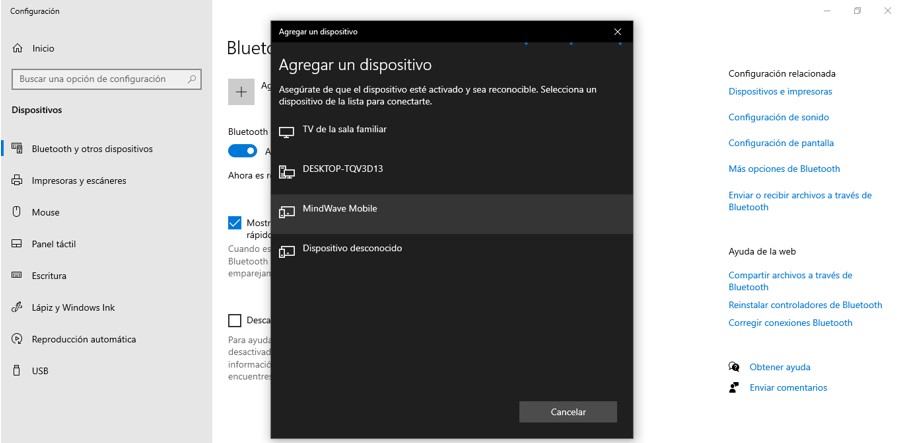 Configuración
Inicio
Buscar una opción de configuración
Dispositivos
Bluetooth y otros dispositivos
Impresoras y escáneres
Mouse
Panel táctil
Escritura
Lápiz y Windows Ink
Reproducción automática
USB
Bluetooth
Ahora es
Mostr
rápido
Cuando es
Bluetooth
emparejan
Desca
Para ayuda
desactivad
informació
encuentres
Agregar un dispositivo
Agregar un dispositivo
Asegúrate de que el dispositivo esté activado y sea reconocible. Selecciona un
dispositivo de la lista para conectarte.
TV de la sala familiar
DESKTOP-TQV3D13
MindWave Mobile
Dispositivo desconocido
Cancelar
Configuración relacionada
Dispositivos e impresoras
Configuración de sonido
Configuración de pantalla
Más opciones de Bluetooth
Enviar o recibir archivos a través de
Bluetooth
Ayuda de la web
Compartir archivos a través de
Bluetooth
Reinstalar controladores de Bluetooth
Corregir conexiones Bluetooth
Obtener ayuda
Enviar comentarios